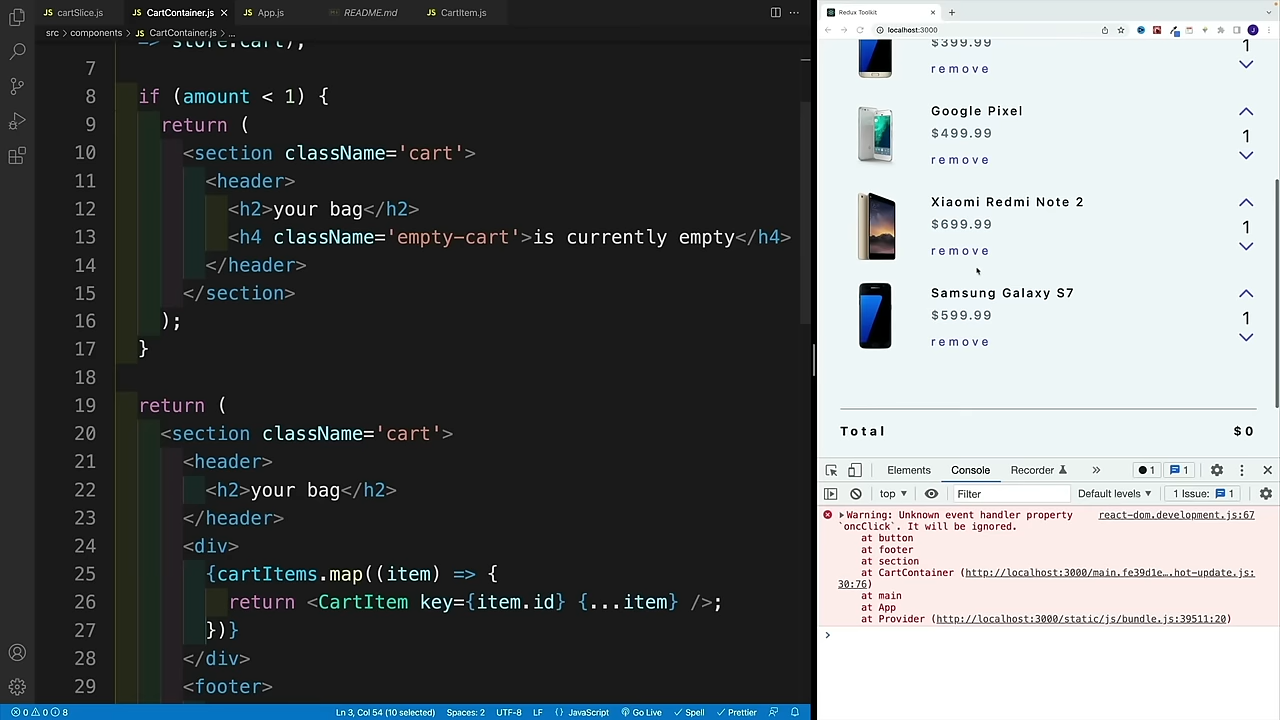 cartSlice.js CartContainer.js App.js README.md CartItem.js
src > components > CartContainer.js > ...
=> store.cart);
7
8 if (amount < 1) {
9 return (
10 <section className='cart'>
11 <header>
12 <h2>your bag</h2>
13 <h4 className='empty-cart'>is currently empty</h4>
14 </header>
15 </section>
16 );
17 }
18
19 return (
20 <section className='cart'>
21 <header>
22 <h2>your bag</h2>
23 </header>
24 <div>
25 {cartItems.map((item) => {
26 return <CartItem key={item.id} {...item} />;
27 })}
28 </div>
29 <footer>
0 0 8 Ln 3, Col 54 (10 selected) Spaces: 2 UTF-8 LF {} JavaScript Go Live Spell Prettier
Redux Toolkit
localhost:3000
$399.99
1
remove
Google Pixel
$499.99
1
remove
Xiaomi Redmi Note 2
$699.99
1
remove
Samsung Galaxy S7
$599.99
1
remove
Total $0
Elements Console Recorder 1 1
top Filter Default levels 1 Issue: 1
Warning: Unknown event handler property react-dom.development.js:67
`oncClick`. It will be ignored.
at button
at footer
at section
at CartContainer (http://localhost:3000/main.fe39d1e….hot-update.js:
30:76)
at main
at App
at Provider (http://localhost:3000/static/js/bundle.js:39511:20)